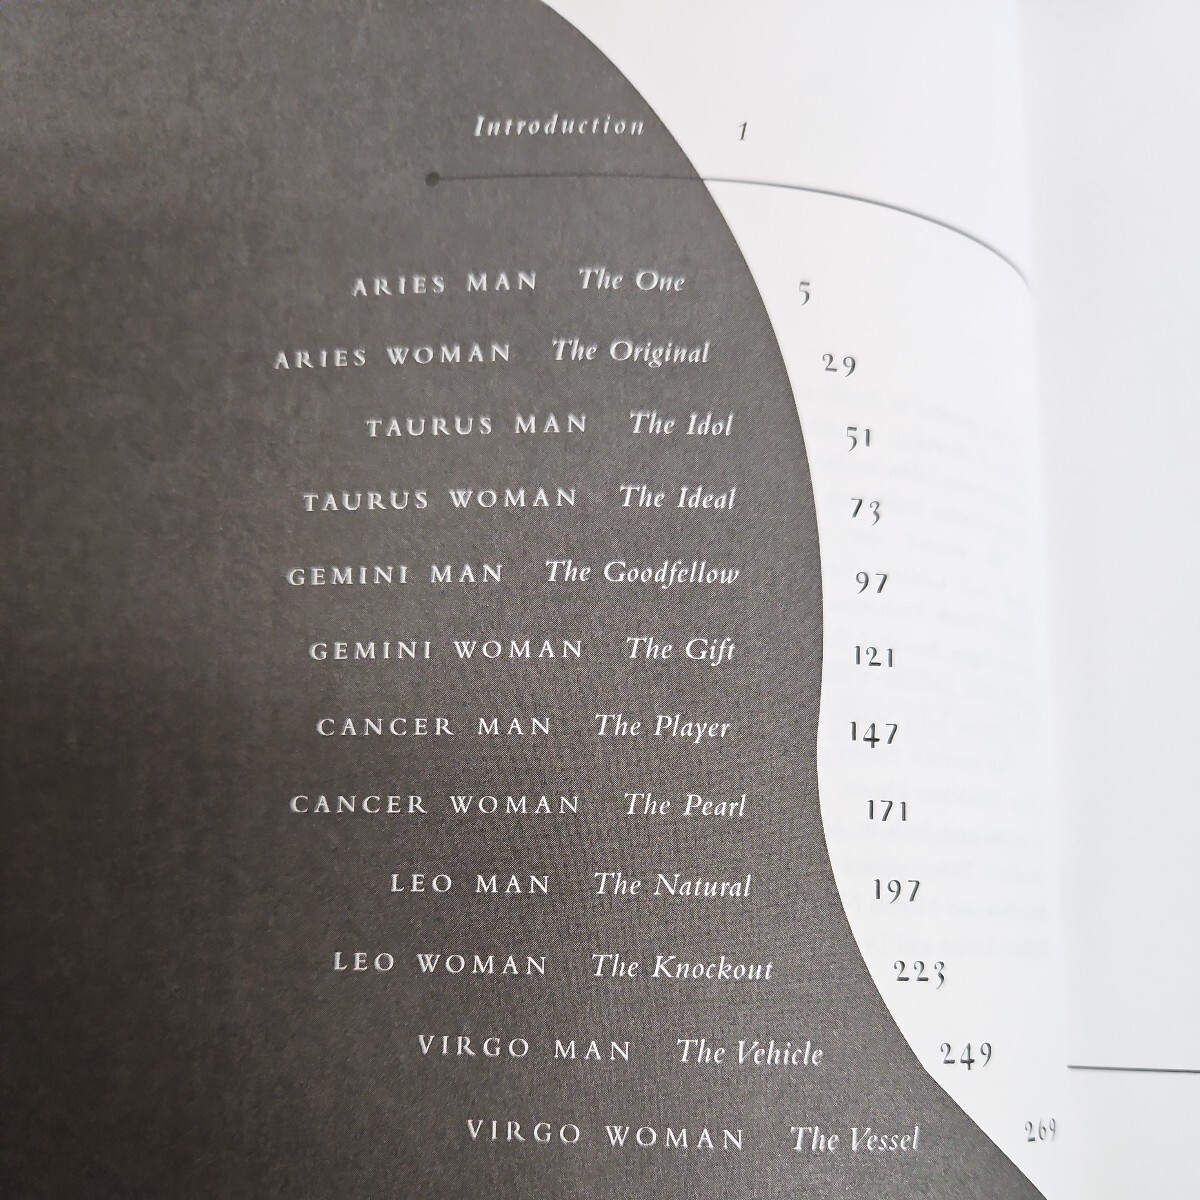 Introduction 1
ARIES MAN The One 5
ARIES WOMAN The Original 29
TAURUS MAN The Idol 51
TAURUS WOMAN The Ideal 73
GEMINI MAN The Goodfellow 97
GEMINI WOMAN The Gift 121
CANCER MAN The Player 147
CANCER WOMAN The Pearl 171
LEO MAN The Natural 197
LEO WOMAN The Knockout 223
VIRGO MAN The Vehicle 249
VIRGO WOMAN The Vessel 269